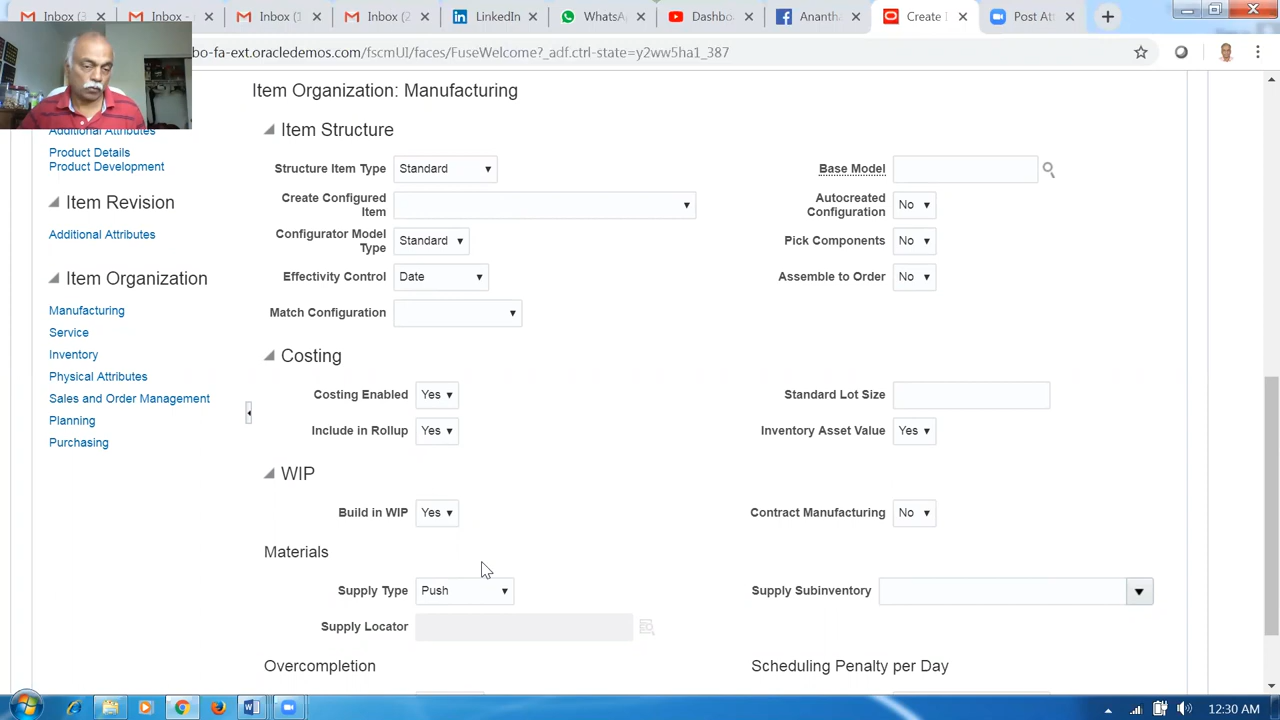 Inbox (3
Inbox (
Inbox (
Inbox (2
LinkedIn
WhatsA
Dashbo
Anantha
Create I
Post At
bo-fa-ext.oracledemos.com/fscmUI/faces/FuseWelcome?_adf.ctrl-state=y2ww5ha1_387
Item Organization: Manufacturing
Additional Attributes
Product Details
Product Development
Item Revision
Additional Attributes
Item Organization
Manufacturing
Service
Inventory
Physical Attributes
Sales and Order Management
Planning
Purchasing
Item Structure
Structure Item Type Standard
Base Model
Create Configured
Item
Autocreated
Configuration No
Configurator Model
Type Standard
Pick Components No
Effectivity Control Date
Assemble to Order No
Match Configuration
Costing
Costing Enabled Yes
Standard Lot Size
Include in Rollup Yes
Inventory Asset Value Yes
WIP
Build in WIP Yes
Contract Manufacturing No
Materials
Supply Type Push
Supply Subinventory
Supply Locator
Overcompletion
Scheduling Penalty per Day
12:30 AM